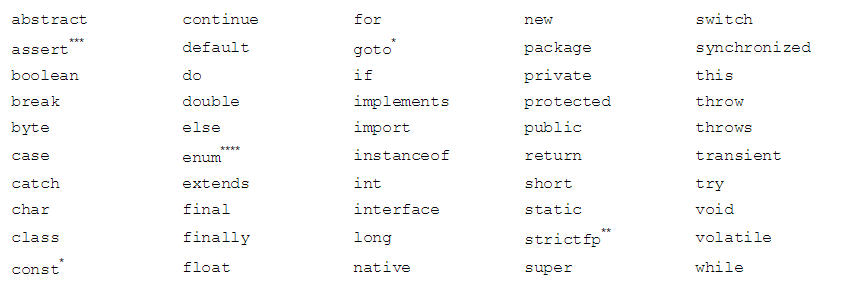 abstract continue for new switch
assert*** default goto* package synchronized
boolean do if private this
break double implements protected throw
byte else import public throws
case enum**** instanceof return transient
catch extends int short try
char final interface static void
class finally long strictfp** volatile
const* float native super while